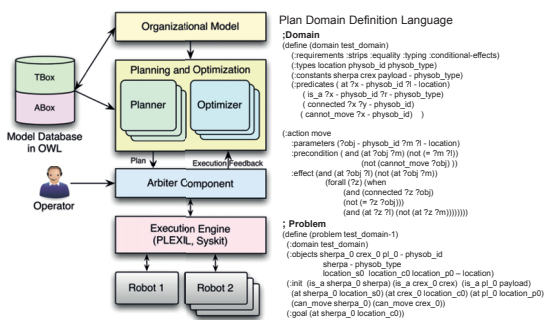 Organizational Model
TBox
ABox
Model Database
in OWL
Planning and Optimization
Planner
Optimizer
Plan
Execution Feedback
Operator
Arbiter Component
Execution Engine
(PLEXIL, Syskit)
Robot 1
Robot 2
Plan Domain Definition Language
;Domain
(define (domain test_domain)
(:requirements :strips :equality :typing :conditional-effects)
(:types location physob_id physob_type)
(:constants sherpa crex payload - physob_type)
(:predicates ( at ?x - physob_id ?l - location)
( is_a ?x - physob_id ?r - physob_type)
( connected ?x ?y - physob_id)
( cannot_move ?x - physob_id) )
(:action move
:parameters (?obj - physob_id ?m ?l - location)
:precondition ( and (at ?obj ?m) (not (= ?m ?l))
(not (cannot_move ?obj) ))
:effect (and (at ?obj ?l) (not (at ?obj ?m))
(forall (?z) (when
(and (connected ?z ?obj)
(not (= ?z ?obj)))
(and (at ?z ?l) (not (at ?z ?m))))))))
; Problem
(define (problem test_domain-1)
(:domain test_domain)
(:objects sherpa_0 crex_0 pl_0 - physob_id
sherpa - physob_type
location_s0 location_c0 location_p0 – location)
(:init (is_a sherpa_0 sherpa) (is_a crex_0 crex) (is_a pl_0 payload)
(at sherpa_0 location_s0) (at crex_0 location_c0) (at pl_0 location_p0)
(can_move sherpa_0) (can_move crex_0))
(:goal (at sherpa_0 location_c0))